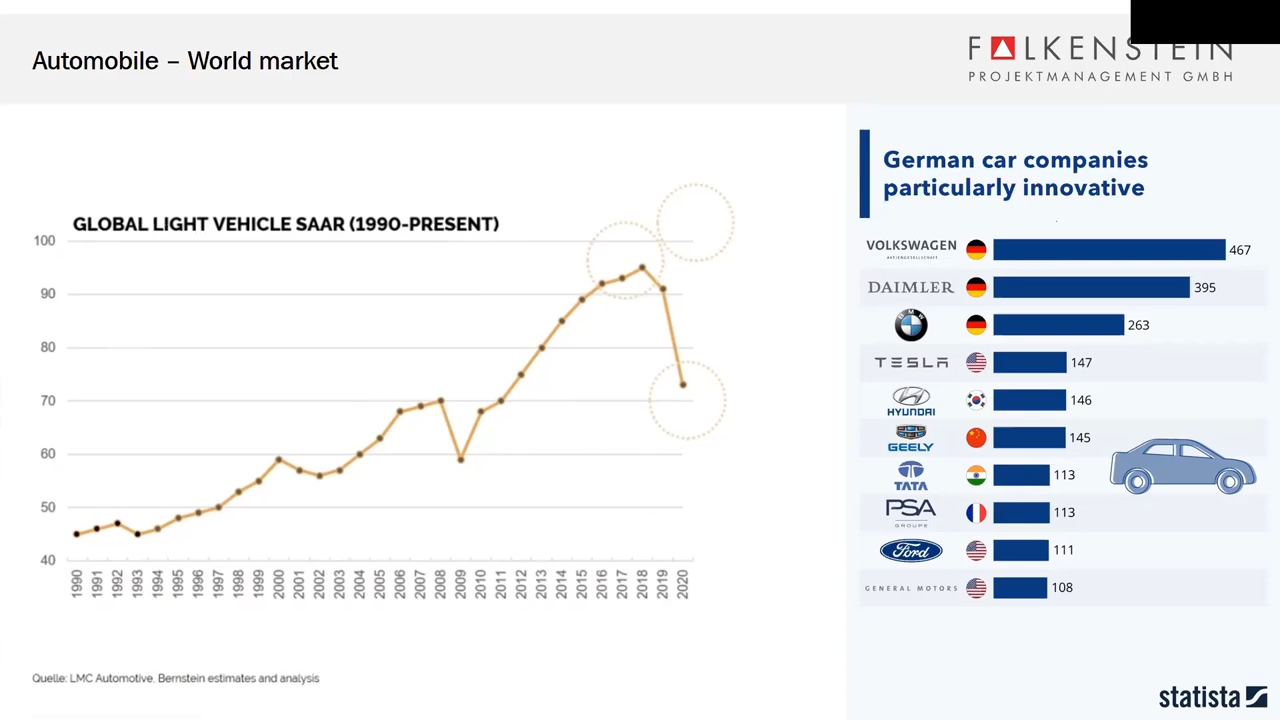 Automobile – World market
FALKENSTEIN
PROJEKTMANAGEMENT GMBH
GLOBAL LIGHT VEHICLE SAAR (1990-PRESENT)
100
90
80
70
60
50
40
1990
1991
1992
1993
1994
1995
1996
1997
1998
1999
2000
2001
2002
2003
2004
2005
2006
2007
2008
2009
2010
2011
2012
2013
2014
2015
2016
2017
2018
2019
2020
Quelle: LMC Automotive, Bernstein estimates and analysis
German car companies
particularly innovative
VOLKSWAGEN
AKTIENGESELLSCHAFT
467
DAIMLER
395
BMW
263
TESLA
147
HYUNDAI
146
GEELY
145
TATA
113
PSA
GROUPE
113
Ford
111
GENERAL MOTORS
108
statista